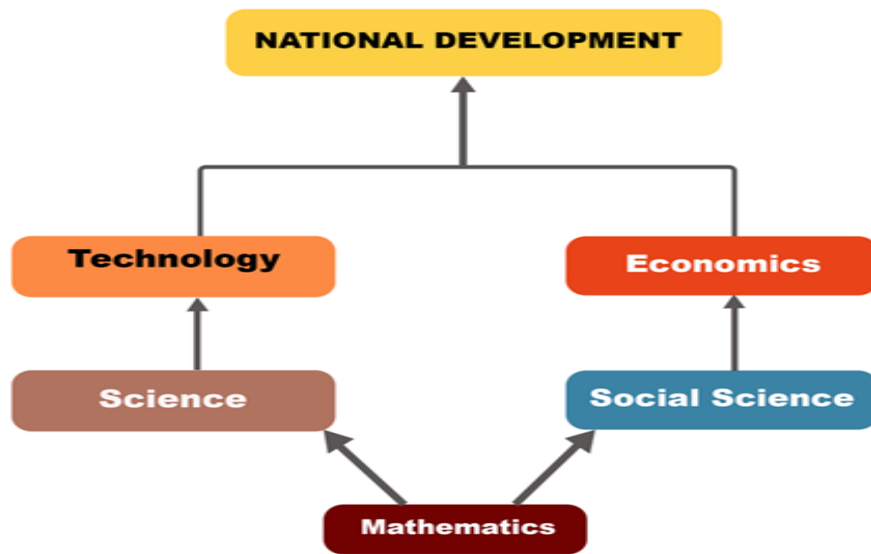 NATIONAL DEVELOPMENT
Technology
Economics
Science
Social Science
Mathematics